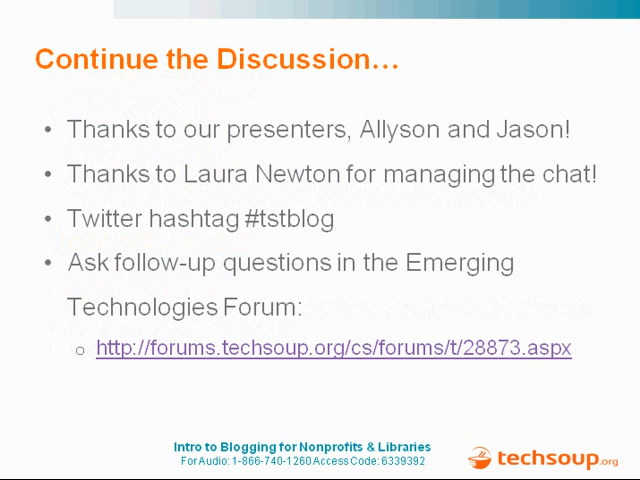 Continue the Discussion…
• Thanks to our presenters, Allyson and Jason!
• Thanks to Laura Newton for managing the chat!
• Twitter hashtag #tstblog
• Ask follow-up questions in the Emerging
Technologies Forum:
o http://forums.techsoup.org/cs/forums/t/28873.aspx
Intro to Blogging for Nonprofits & Libraries
For Audio: 1-866-740-1260 Access Code: 6339392
techsoup.org